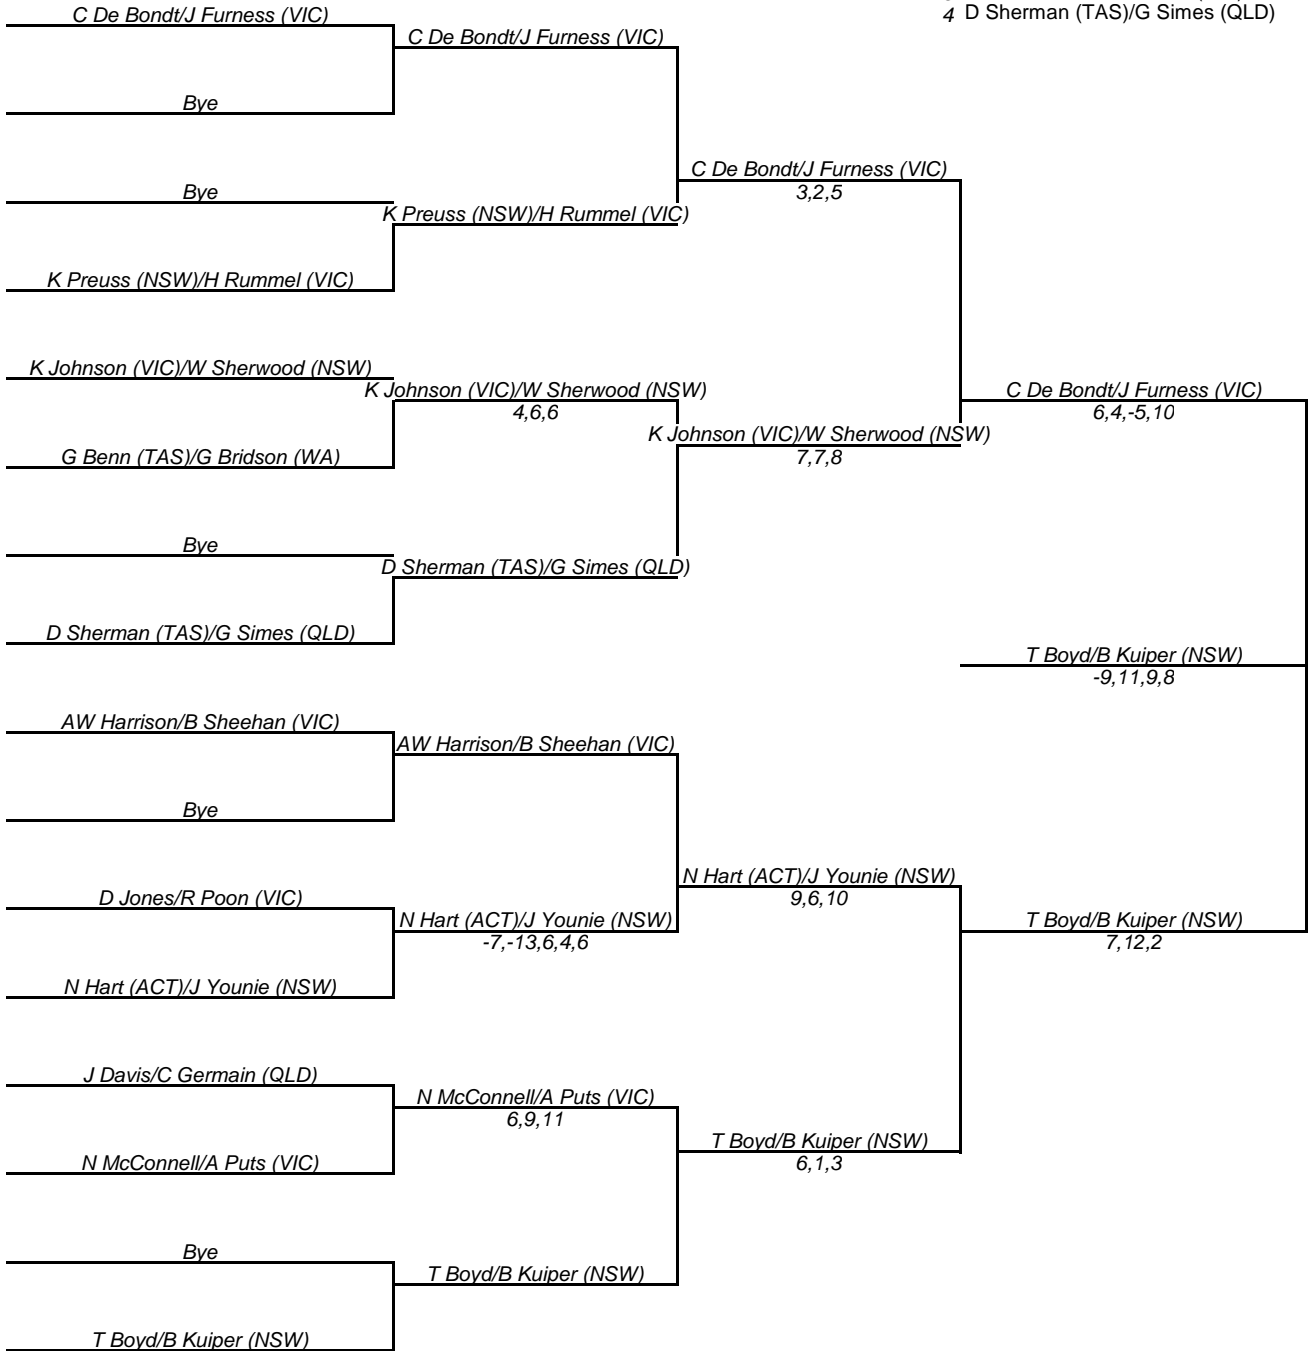 4 D Sherman (TAS)/G Simes (QLD)
C De Bondt/J Furness (VIC)
C De Bondt/J Furness (VIC)
Bye
C De Bondt/J Furness (VIC)
3,2,5
Bye
K Preuss (NSW)/H Rummel (VIC)
K Preuss (NSW)/H Rummel (VIC)
K Johnson (VIC)/W Sherwood (NSW)
K Johnson (VIC)/W Sherwood (NSW)
4,6,6
C De Bondt/J Furness (VIC)
6,4,-5,10
K Johnson (VIC)/W Sherwood (NSW)
7,7,8
G Benn (TAS)/G Bridson (WA)
Bye
D Sherman (TAS)/G Simes (QLD)
D Sherman (TAS)/G Simes (QLD)
T Boyd/B Kuiper (NSW)
-9,11,9,8
AW Harrison/B Sheehan (VIC)
AW Harrison/B Sheehan (VIC)
Bye
N Hart (ACT)/J Younie (NSW)
9,6,10
D Jones/R Poon (VIC)
N Hart (ACT)/J Younie (NSW)
-7,-13,6,4,6
T Boyd/B Kuiper (NSW)
7,12,2
N Hart (ACT)/J Younie (NSW)
J Davis/C Germain (QLD)
N McConnell/A Puts (VIC)
6,9,11
T Boyd/B Kuiper (NSW)
6,1,3
N McConnell/A Puts (VIC)
Bye
T Boyd/B Kuiper (NSW)
T Boyd/B Kuiper (NSW)